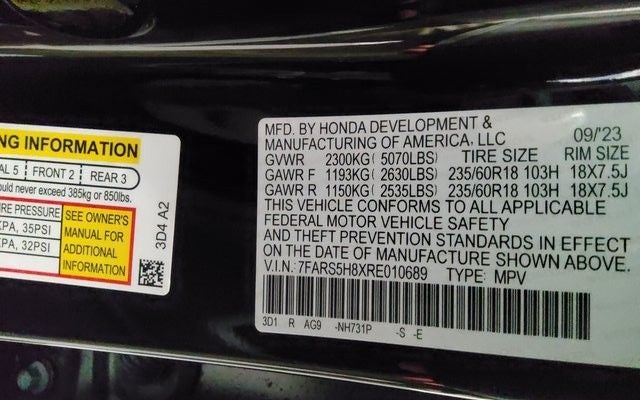 NG INFORMATION
AL 5 FRONT 2 REAR 3
ould never exceed 385kg or 850lbs.
RE PRESSURE
KPA, 35PSI
KPA, 32PSI
SEE OWNER'S
MANUAL FOR
ADDITIONAL
INFORMATION
3D4 A2
MFD. BY HONDA DEVELOPMENT &
MANUFACTURING OF AMERICA, LLC 09/'23
GVWR 2300KG( 5070LBS) TIRE SIZE RIM SIZE
GAWR F 1193KG( 2630LBS) 235/60R18 103H 18X7.5J
GAWR R 1150KG( 2535LBS) 235/60R18 103H 18X7.5J
THIS VEHICLE CONFORMS TO ALL APPLICABLE
FEDERAL MOTOR VEHICLE SAFETY
AND THEFT PREVENTION STANDARDS IN EFFECT
ON THE DATE OF MANUFACTURE SHOWN ABOVE.
V.I.N: 7FARS5H8XRE010689 TYPE: MPV
3D1 R AG9 -NH731P -S -E